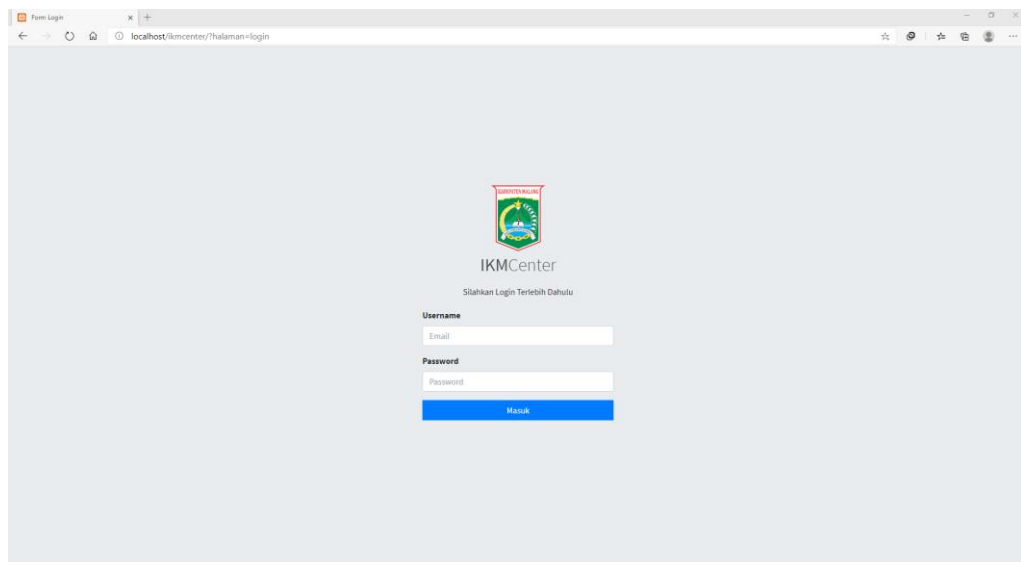 Form Login
localhost/ikmcenter/?halaman=login
KABUPATEN MALANG
IKMCenter
Silahkan Login Terlebih Dahulu
Username
Email
Password
Password
Masuk